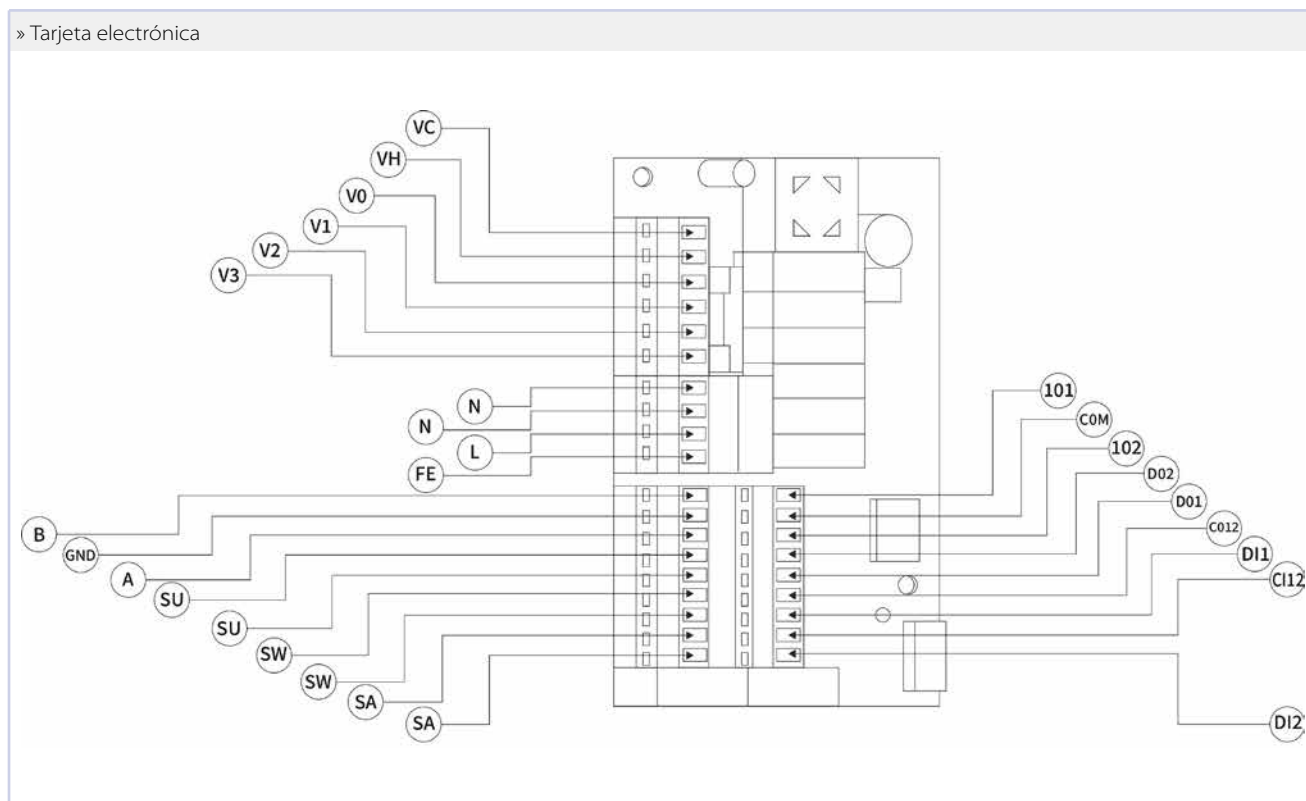 » Tarjeta electrónica
VC
VH
V0
V1
V2
V3
N
N
L
FE
B
GND
A
SU
SU
SW
SW
SA
SA
101
C0M
102
D02
D01
C012
DI1
CI12
DI2